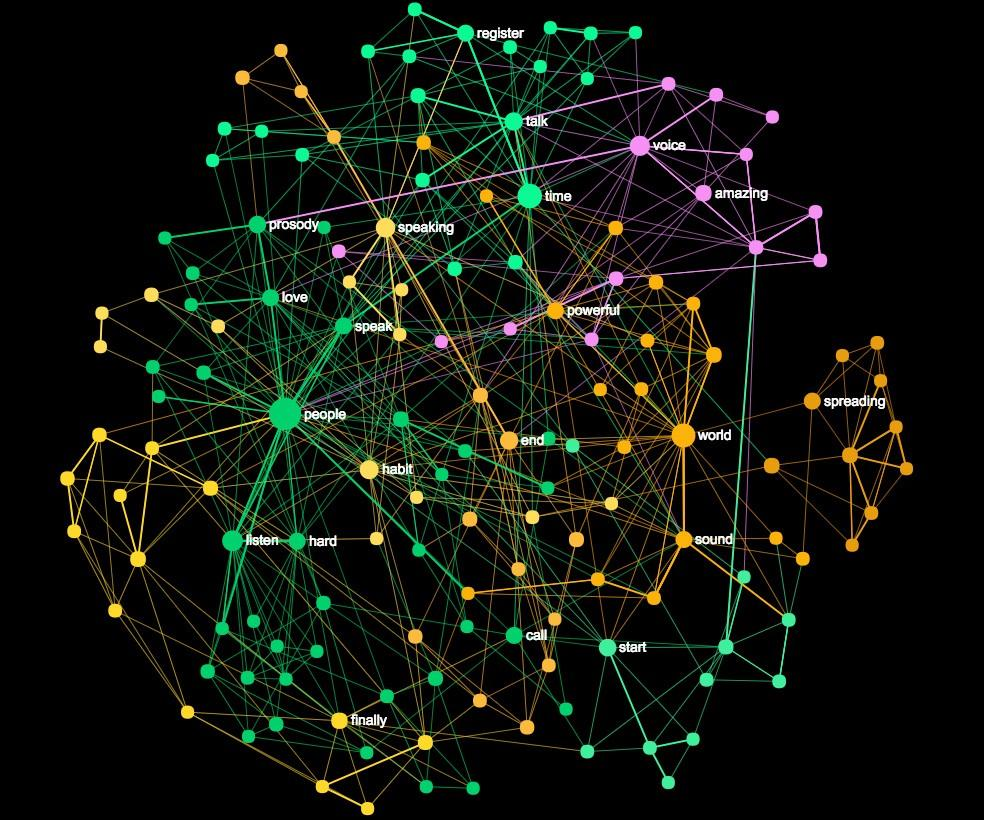 register
talk
voice
amazing
time
prosody
speaking
love
powerful
speak
spreading
people
world
end
habit
listen
hard
sound
call
start
finally